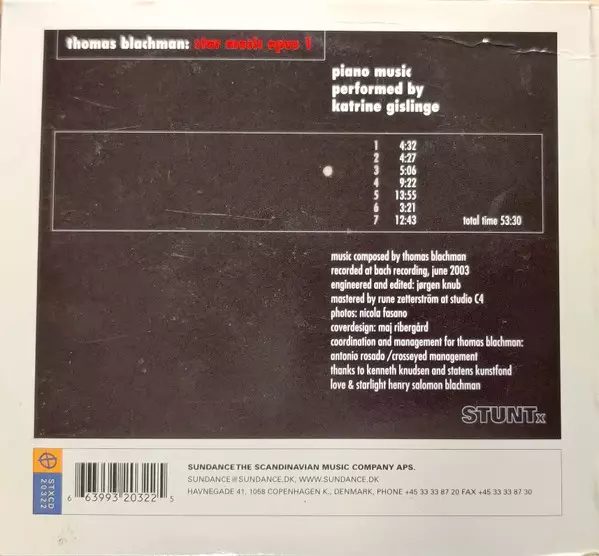 thomas blachman: star music opus 1
piano music
performed by
katrine gislinge
1 4:32
2 4:27
3 5:06
4 9:22
5 13:55
6 3:21
7 12:43 total time 53:30
music composed by thomas blachman
recorded at bach recording, june 2003
engineered and edited: jørgen knub
mastered by rune zetterström at studio C4
photos: nicola fasano
coverdesign: maj ribergård
coordination and management for thomas blachman:
antonio rosado /crosseyed management
thanks to kenneth knudsen and statens kunstfond
love & starlight henry salomon blachman
STUNTx
STXCD
20322
SUNDANCE THE SCANDINAVIAN MUSIC COMPANY APS.
SUNDANCE@SUNDANCE.DK, WWW.SUNDANCE.DK
HAVNEGADE 41, 1058 COPENHAGEN K., DENMARK, PHONE +45 33 33 87 20 FAX +45 33 33 87 30
6 63993 20322 5